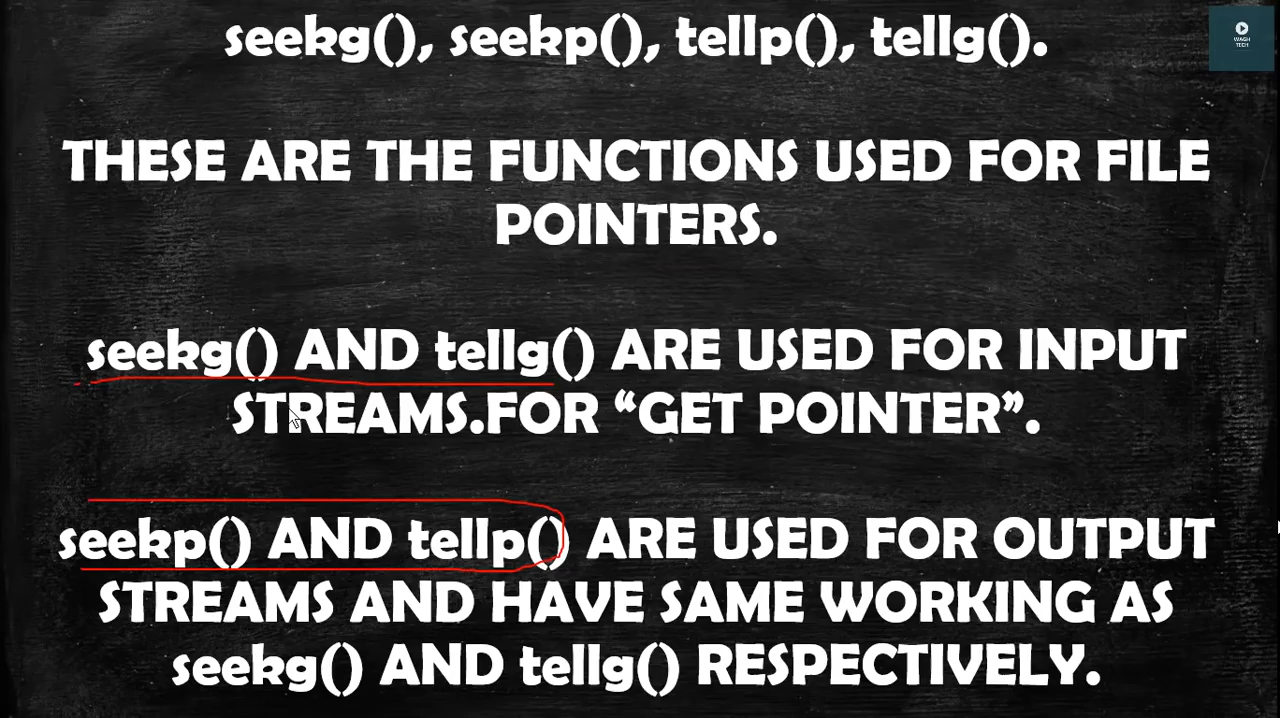 seekg(), seekp(), tellp(), tellg().
WAGH
TECH
THESE ARE THE FUNCTIONS USED FOR FILE
POINTERS.
seekg() AND tellg() ARE USED FOR INPUT
STREAMS.FOR “GET POINTER”.
seekp() AND tellp() ARE USED FOR OUTPUT
STREAMS AND HAVE SAME WORKING AS
seekg() AND tellg() RESPECTIVELY.